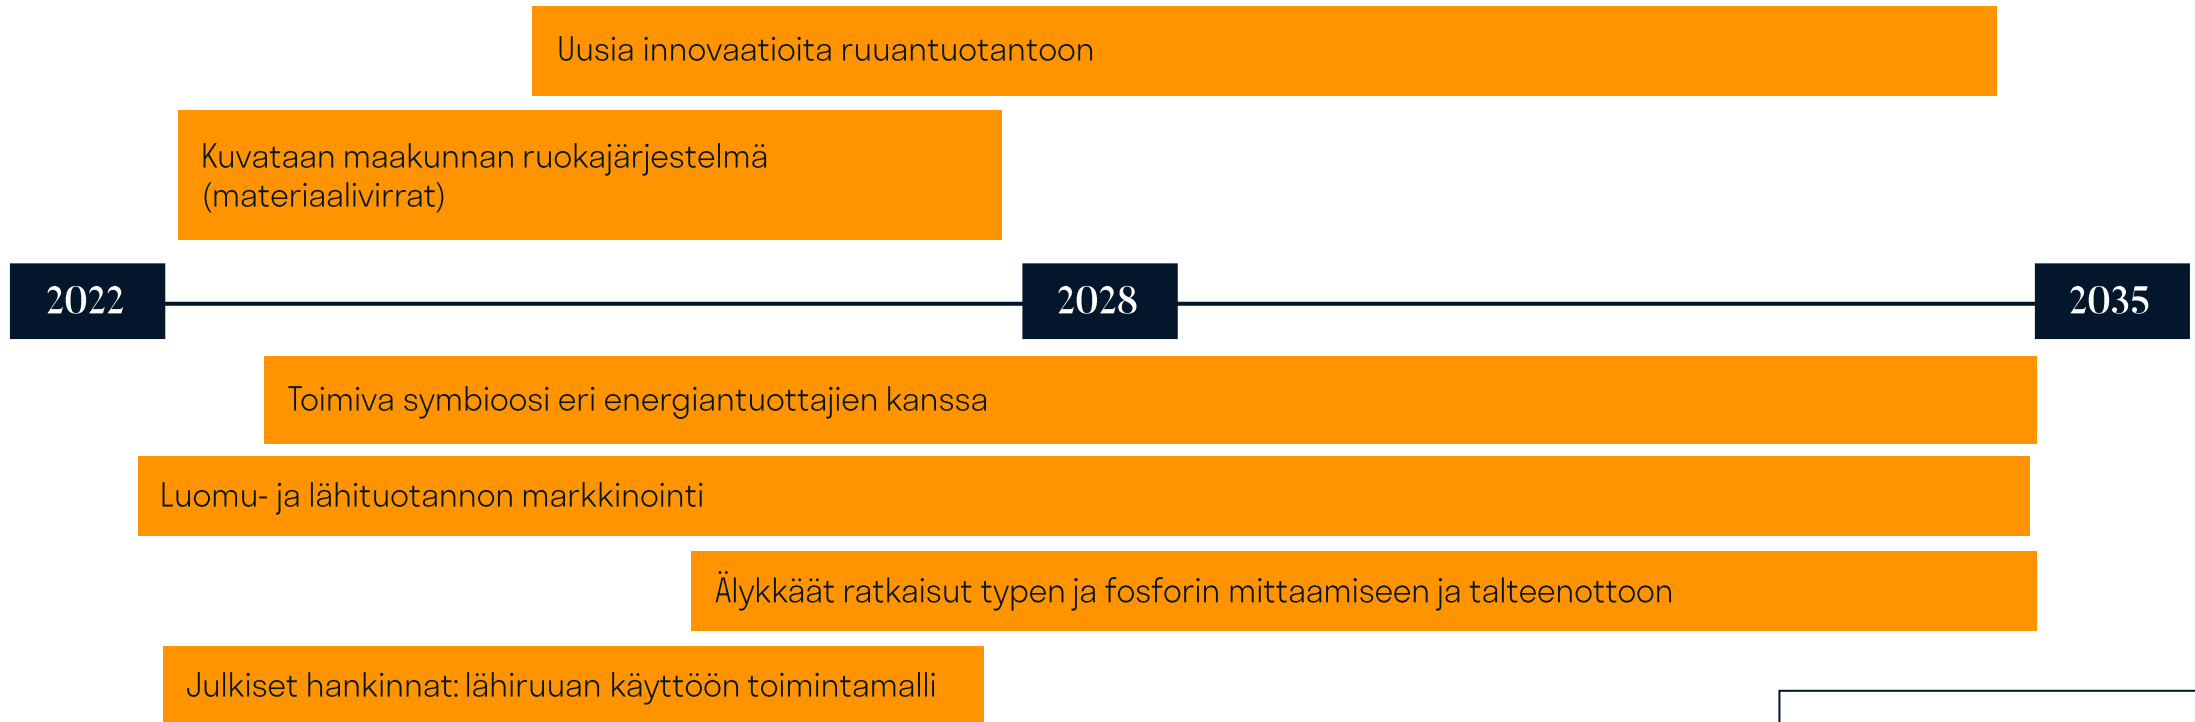 Uusia innovaatioita ruuantuotantoon
Kuvataan maakunnan ruokajärjestelmä
(materiaalivirrat)
2022
2028
2035
Toimiva symbioosi eri energiantuottajien kanssa
Luomu- ja lähituotannon markkinointi
Älykkäät ratkaisut typen ja fosforin mittaamiseen ja talteenottoon
Julkiset hankinnat: lähiruuan käyttöön toimintamalli